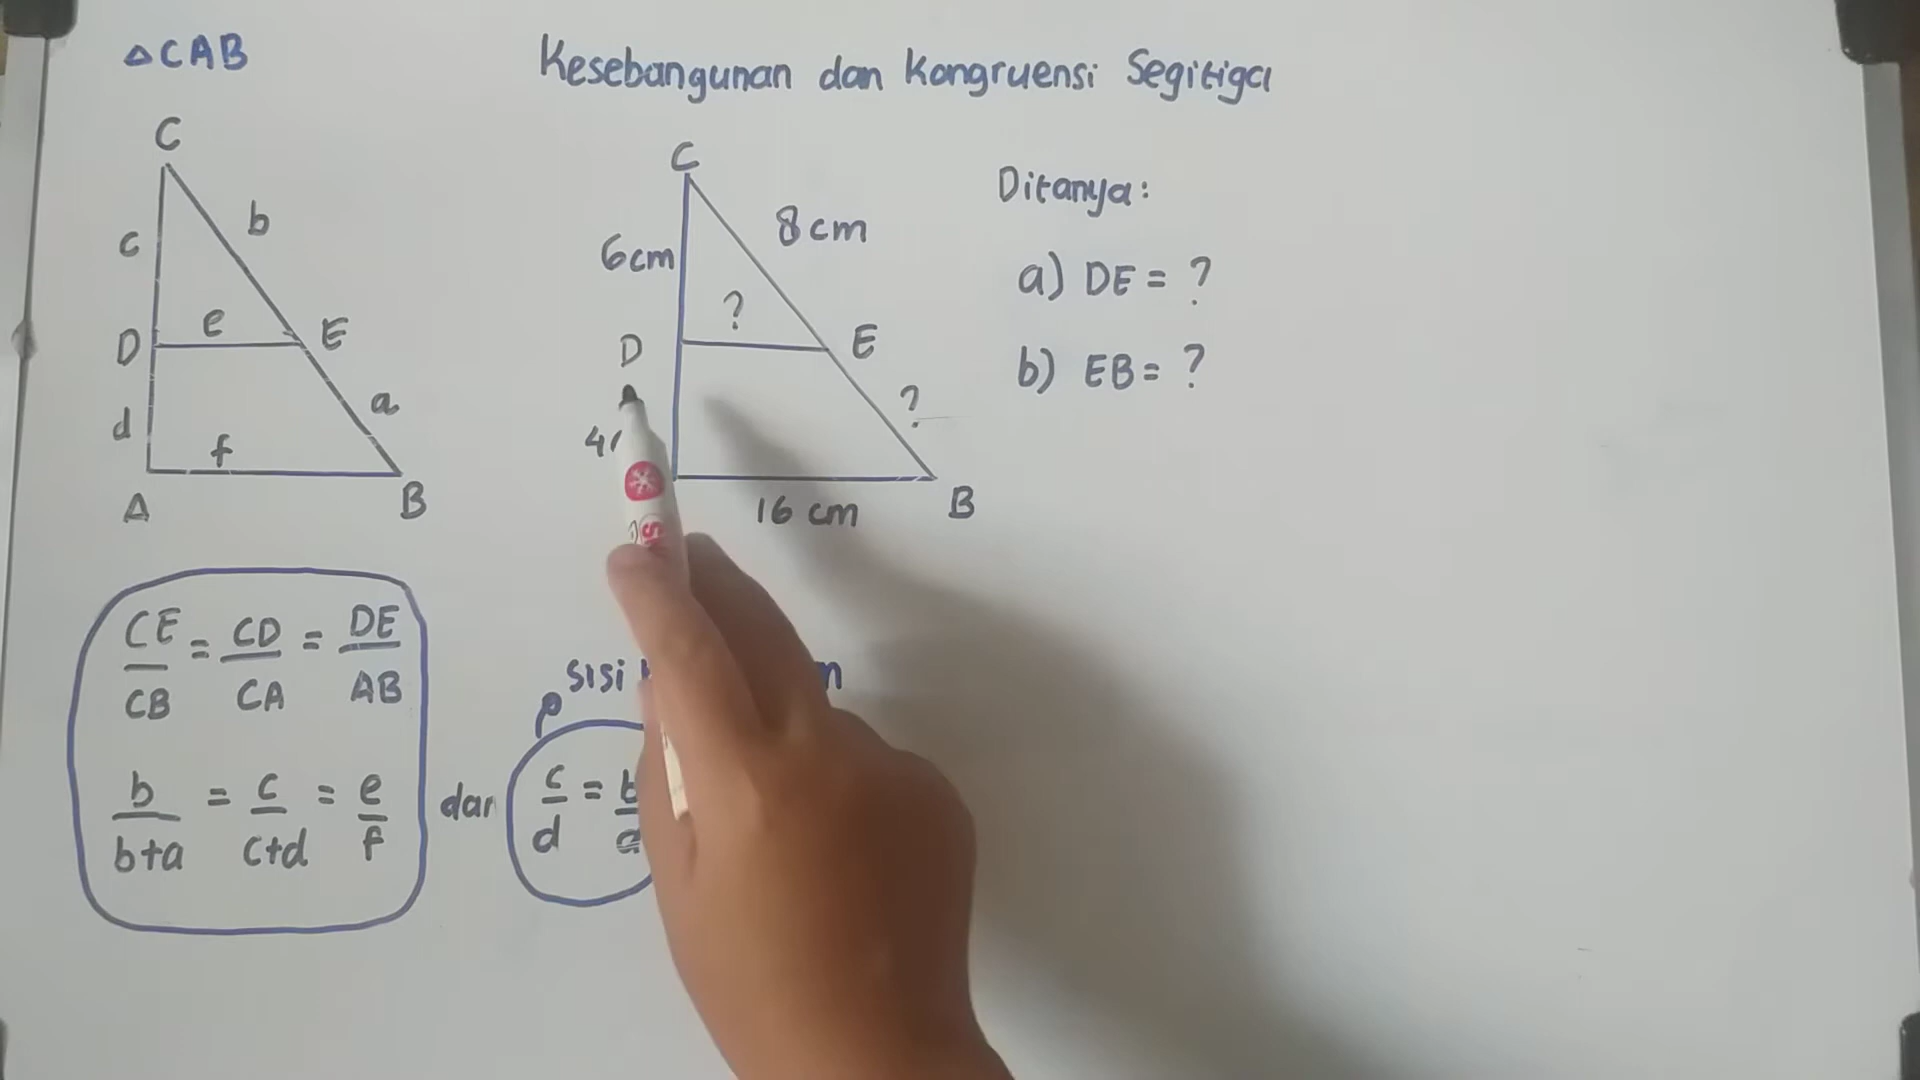 △CAB
Kesebangunan dan Kongruensi Segitiga
C
b
c
e
D
E
d
a
f
A
B
C
8 cm
6cm
?
D
E
?
16 cm
B
Ditanya:
a) DE = ?
b) EB = ?
CE/CB = CD/CA = DE/AB
b/b+a = c/c+d = e/f
dan
sisi
c/d =